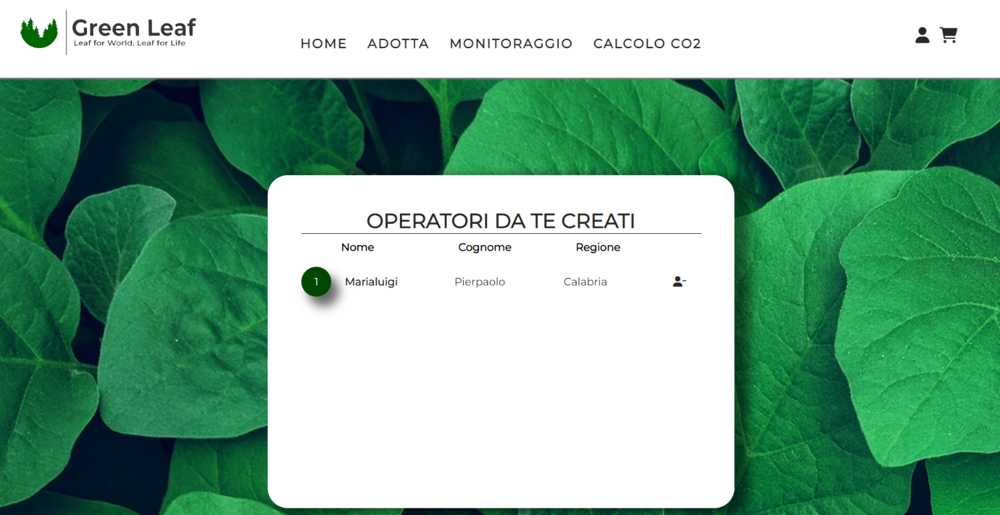 Green Leaf
Leaf for World, Leaf for Life
HOME ADOTTA MONITORAGGIO CALCOLO CO2
OPERATORI DA TE CREATI
Nome Cognome Regione
1 Marialuigi Pierpaolo Calabria